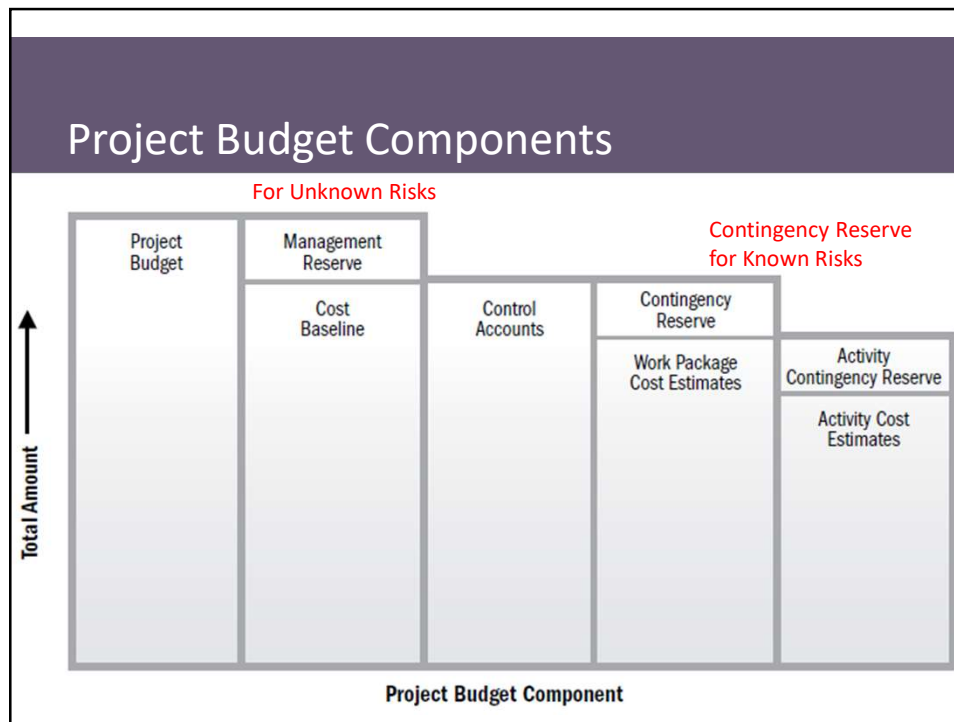 Project Budget Components
For Unknown Risks
Contingency Reserve
for Known Risks
Project
Budget
Management
Reserve
Cost
Baseline
Control
Accounts
Contingency
Reserve
Work Package
Cost Estimates
Activity
Contingency Reserve
Activity Cost
Estimates
Total Amount
Project Budget Component